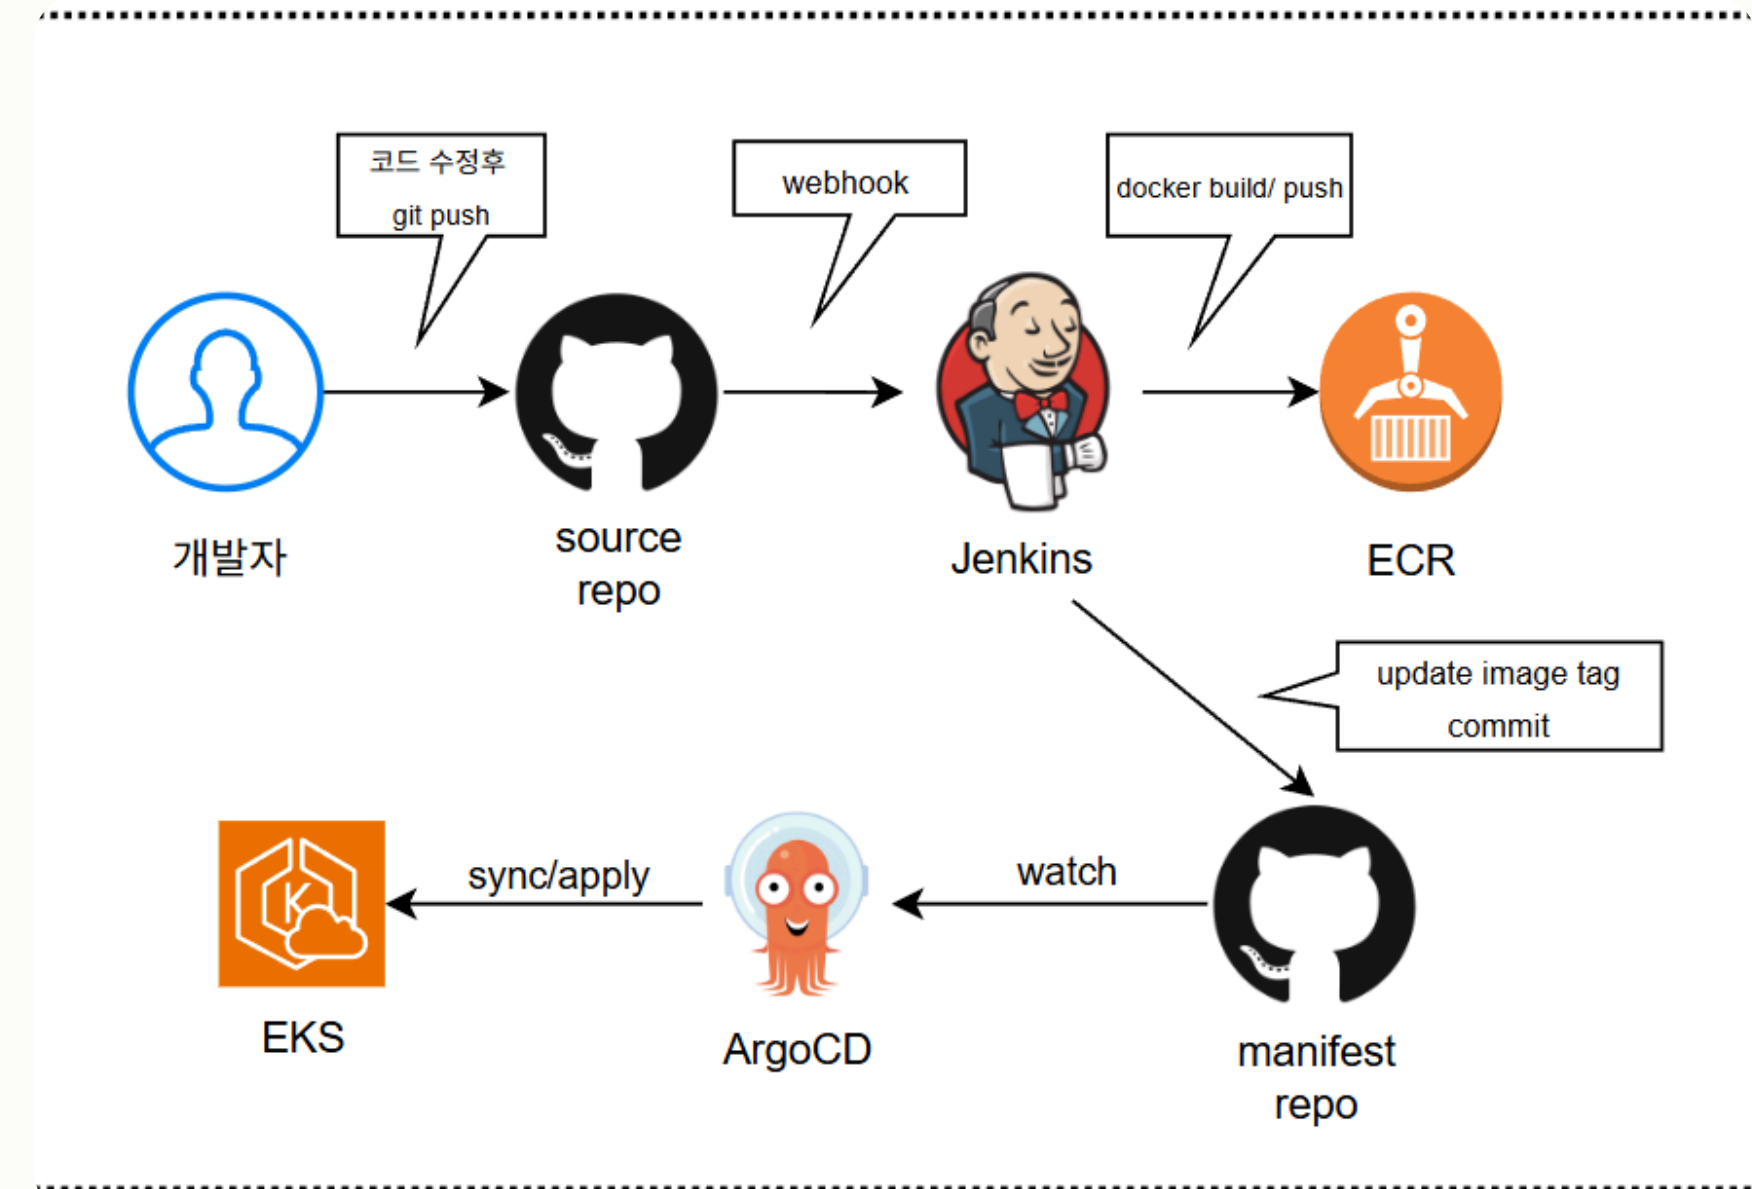 코드 수정후
git push
webhook
docker build/ push
개발자
source
repo
Jenkins
ECR
update image tag
commit
sync/apply
watch
K
EKS
ArgoCD
manifest
repo